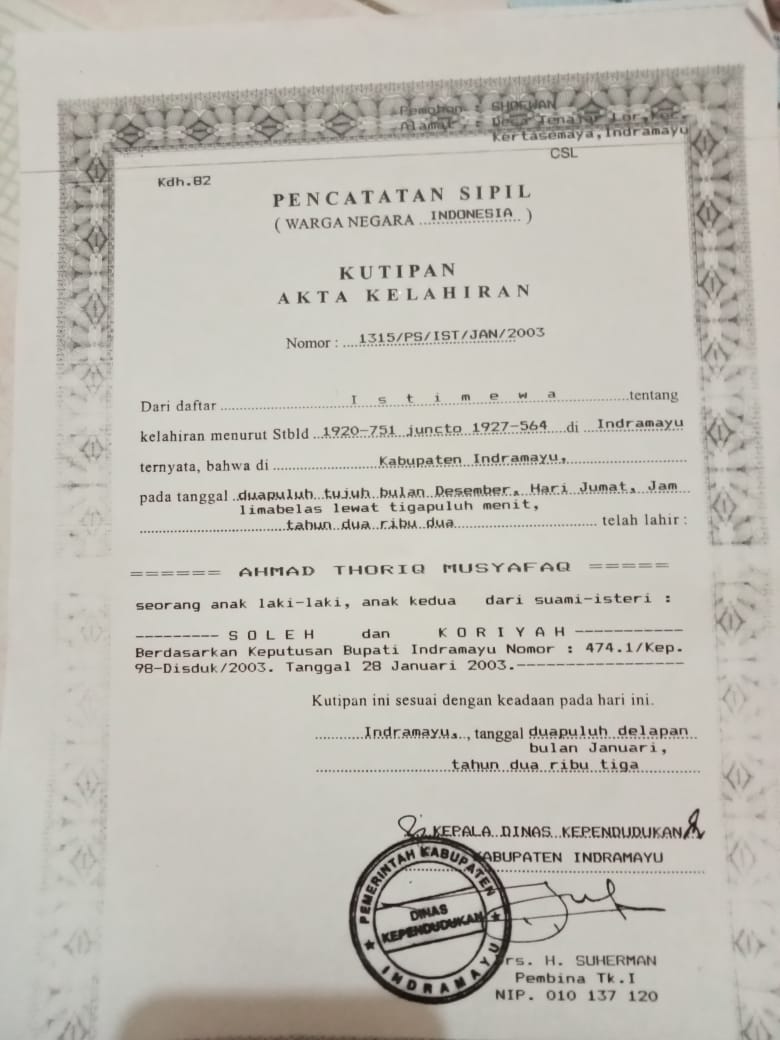 Pemohon : SHOFWAN
Alamat : Desa Tenajar Lor,Kec.
Kertasemaya,Indramayu
CSL
Kdh.82
PENCATATAN SIPIL
( WARGA NEGARA ...INDONESIA.. )
KUTIPAN
AKTA KELAHIRAN
Nomor : ....1315/PS/IST/JAN/2003
Dari daftar ........ I s t i m e w a ........tentang
kelahiran menurut Stbld ..1920-751 juncto 1927-564.. di ..Indramayu
ternyata, bahwa di ........Kabupaten Indramayu,........
pada tanggal ..duapuluh tujuh bulan Desember, Hari Jumat, Jam
limabelas lewat tigapuluh menit,
........tahun dua ribu dua........ telah lahir :
====== AHMAD THORIQ MUSYAFAQ =====
seorang anak laki-laki, anak kedua dari suami-isteri :
--------- S O L E H dan K O R I Y A H -----------
Berdasarkan Keputusan Bupati Indramayu Nomor : 474.1/Kep.
98-Disduk/2003. Tanggal 28 Januari 2003.-----------------
Kutipan ini sesuai dengan keadaan pada hari ini.
........Indramayu,.., tanggal duapuluh delapan
bulan Januari,
........tahun dua ribu tiga........
KEPALA DINAS KEPENDUDUKAN
KABUPATEN INDRAMAYU
PEMERINTAH KABUPATEN
DINAS
KEPENDUDUKAN
INDRAMAYU
Drs. H. SUHERMAN
Pembina Tk.I
NIP. 010 137 120